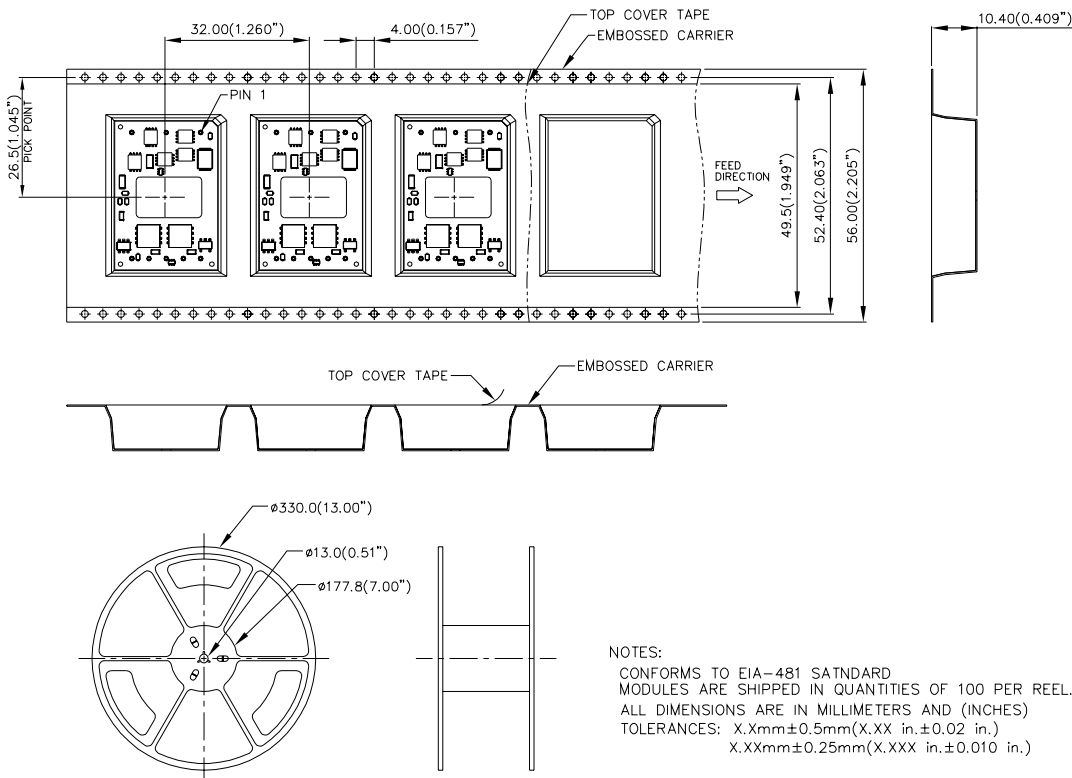 TOP COVER TAPE
EMBOSSED CARRIER
10.40(0.409")
32.00(1.260")
4.00(0.157")
PIN 1
26.5(1.045")
PICK POINT
FEED
DIRECTION
49.5(1.949")
52.40(2.063")
56.00(2.205")
TOP COVER TAPE
EMBOSSED CARRIER
ø330.0(13.00")
ø13.0(0.51")
ø177.8(7.00")
NOTES:
CONFORMS TO EIA-481 SATNDARD
MODULES ARE SHIPPED IN QUANTITIES OF 100 PER REEL.
ALL DIMENSIONS ARE IN MILLIMETERS AND (INCHES)
TOLERANCES: X.Xmm±0.5mm(X.XX in.±0.02 in.)
X.XXmm±0.25mm(X.XXX in.±0.010 in.)